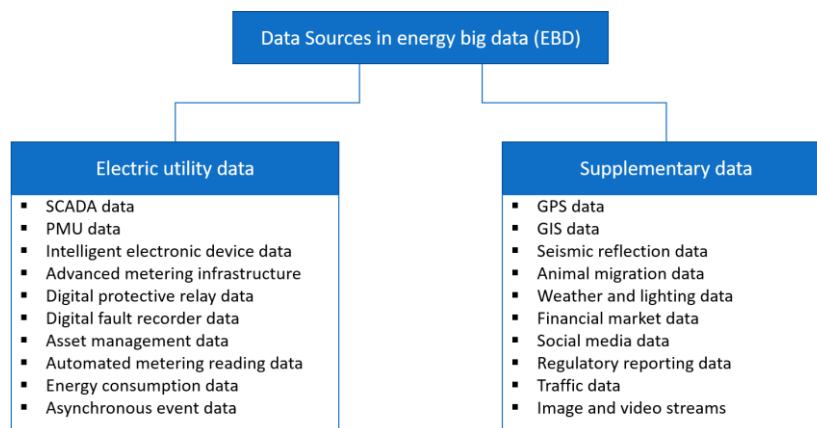 Data Sources in energy big data (EBD)
Electric utility data
SCADA data
PMU data
Intelligent electronic device data
Advanced metering infrastructure
Digital protective relay data
Digital fault recorder data
Asset management data
Automated metering reading data
Energy consumption data
Asynchronous event data
Supplementary data
GPS data
GIS data
Seismic reflection data
Animal migration data
Weather and lighting data
Financial market data
Social media data
Regulatory reporting data
Traffic data
Image and video streams